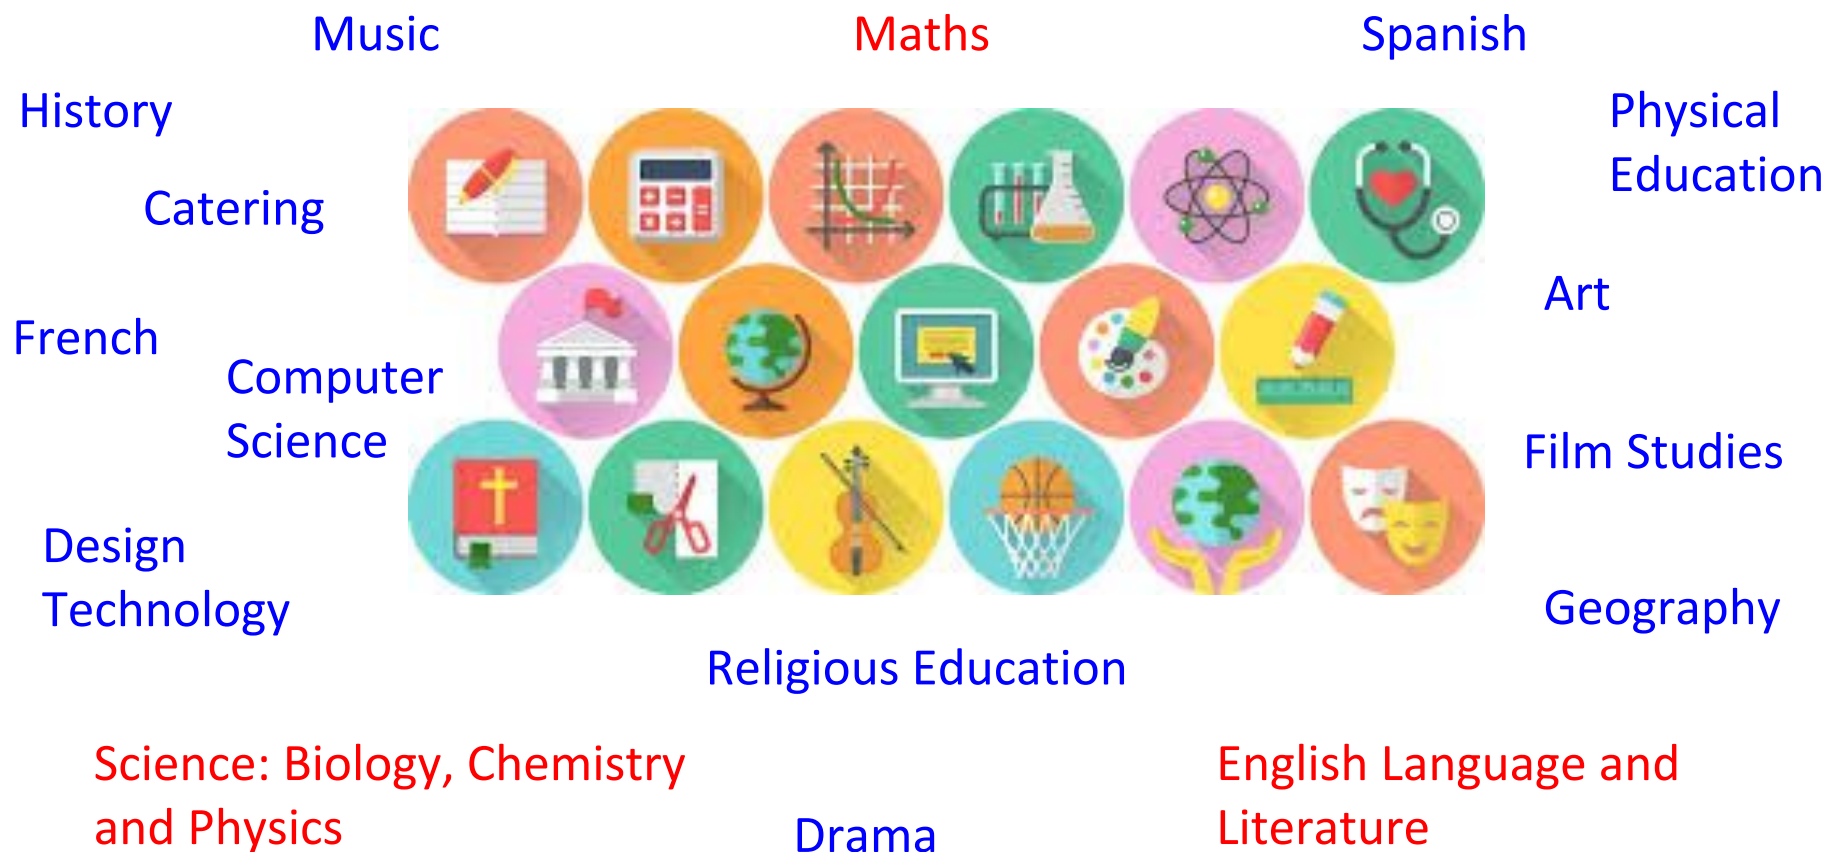 Music
Maths
Spanish
History
Physical
Education
Catering
Art
French
Computer
Science
Film Studies
Design
Technology
Geography
Religious Education
Science: Biology, Chemistry
and Physics
English Language and
Literature
Drama